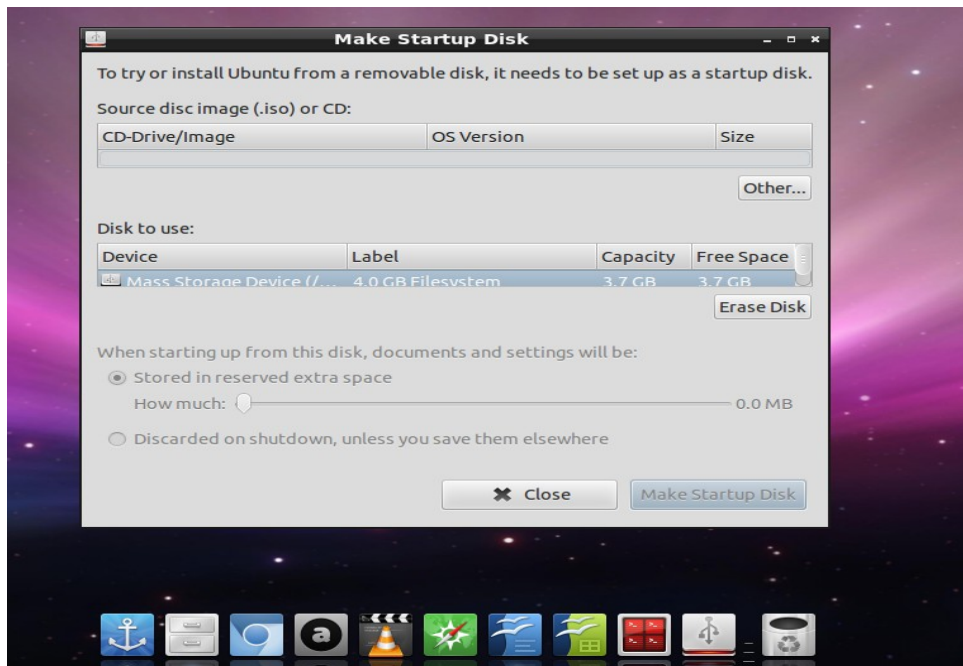 Make Startup Disk
To try or install Ubuntu from a removable disk, it needs to be set up as a startup disk.
Source disc image (.iso) or CD:
CD-Drive/Image OS Version Size
Other...
Disk to use:
Device Label Capacity Free Space
Mass Storage Device (/... 4.0 GB Filesystem 3.7 GB 3.7 GB
Erase Disk
When starting up from this disk, documents and settings will be:
Stored in reserved extra space
How much: 0.0 MB
Discarded on shutdown, unless you save them elsewhere
Close Make Startup Disk
a